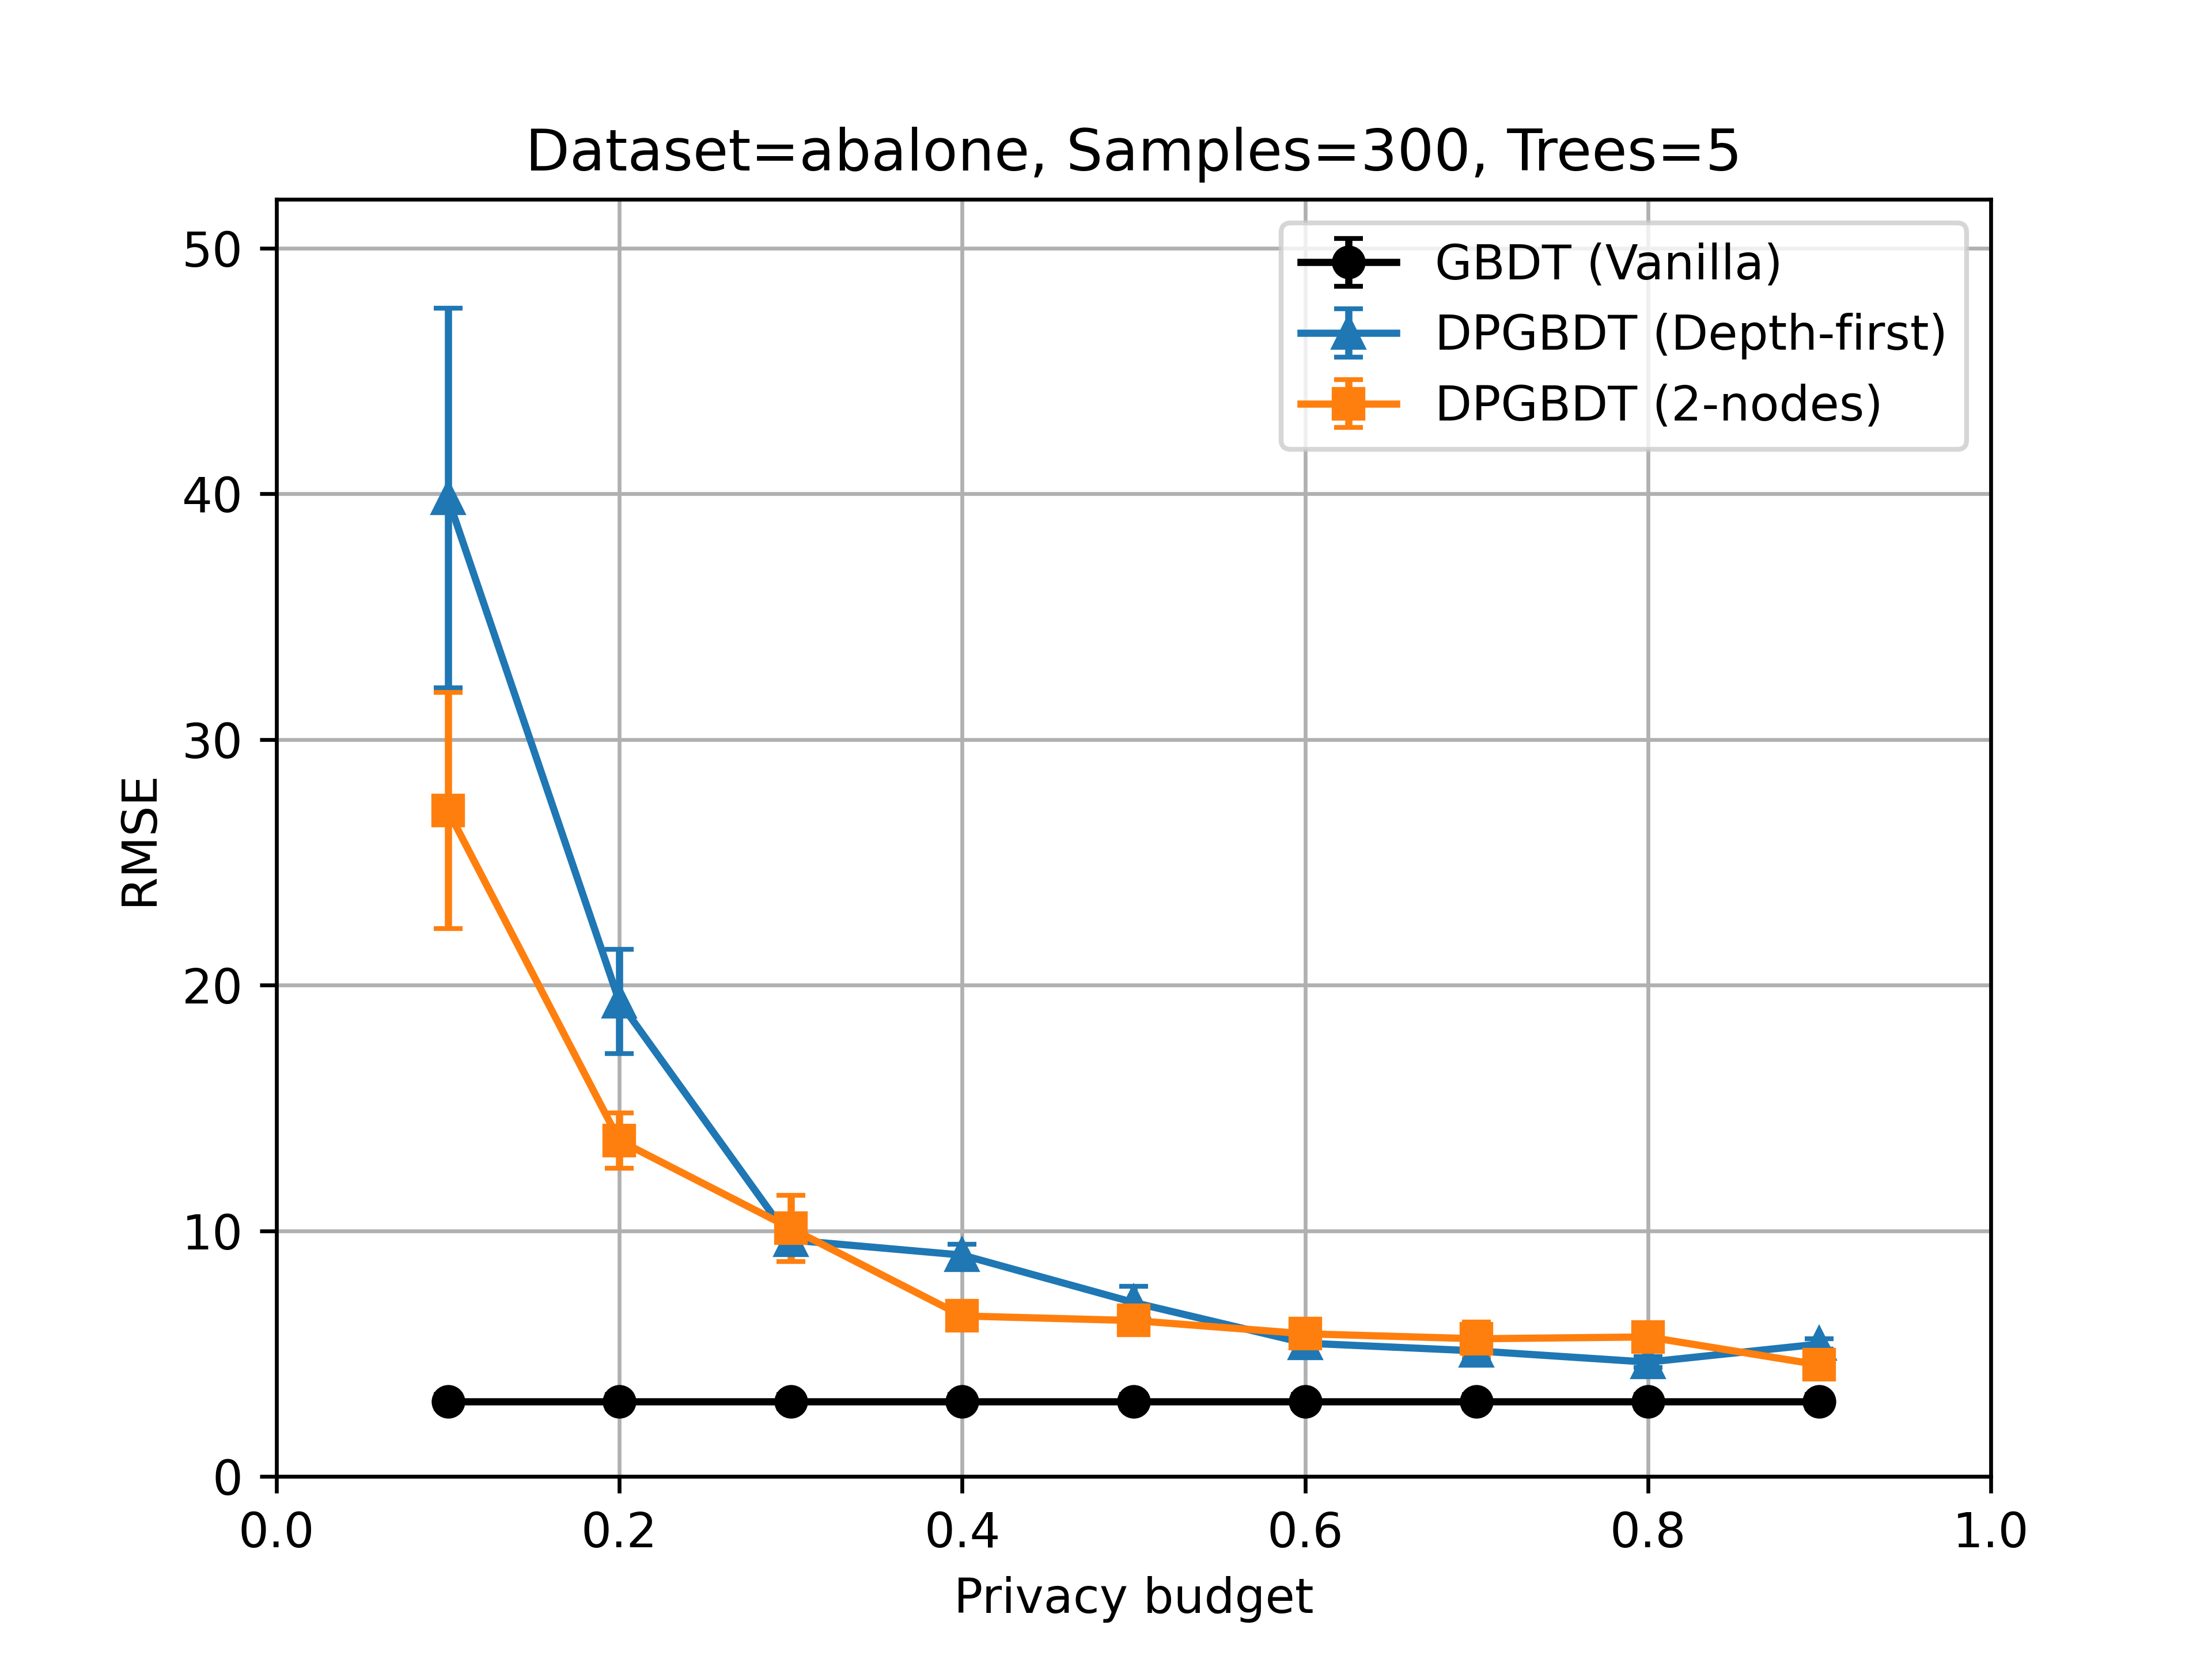 Dataset=abalone, Samples=300, Trees=5
GBDT (Vanilla)
DPGBDT (Depth-first)
DPGBDT (2-nodes)
50
40
30
20
10
0
RMSE
0.0 0.2 0.4 0.6 0.8 1.0
Privacy budget